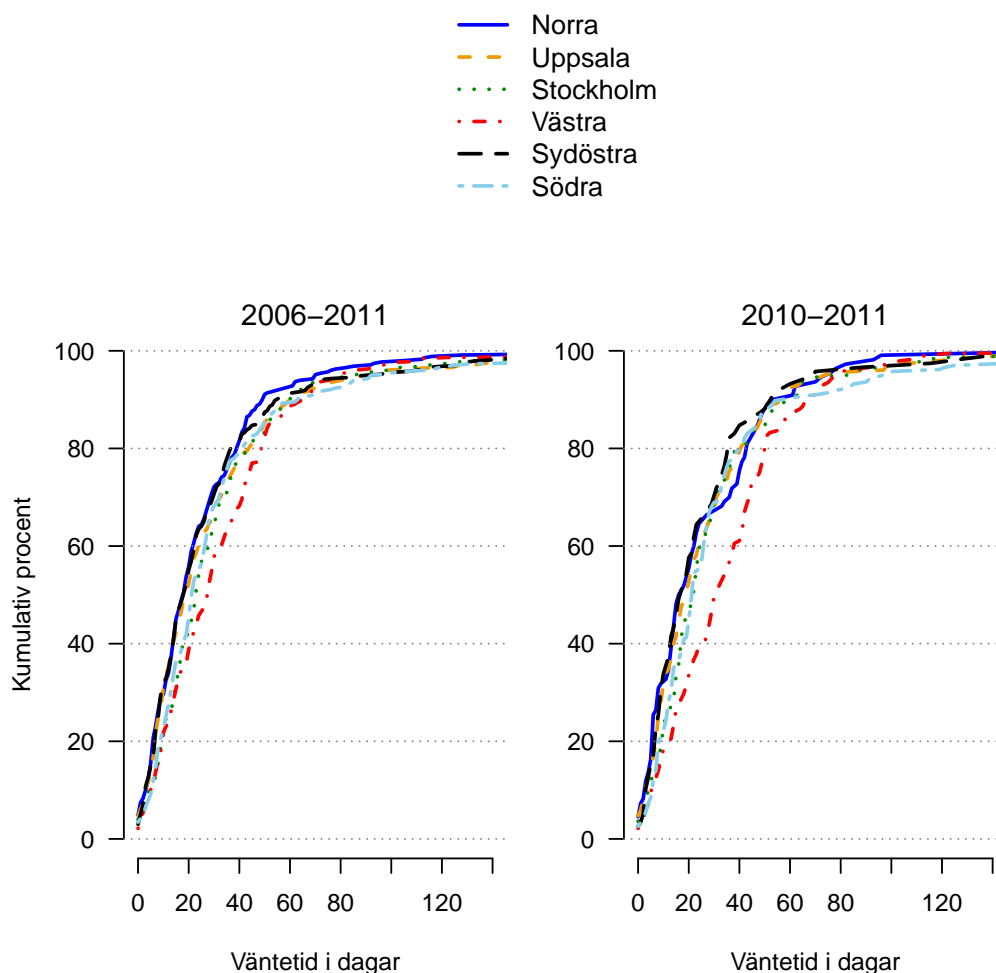 Norra
Uppsala
Stockholm
Västra
Sydöstra
Södra
2006–2011
2010–2011
Kumulativ procent
100
80
60
40
20
0
0 20 40 60 80 120
Väntetid i dagar
100
80
60
40
20
0
0 20 40 60 80 120
Väntetid i dagar